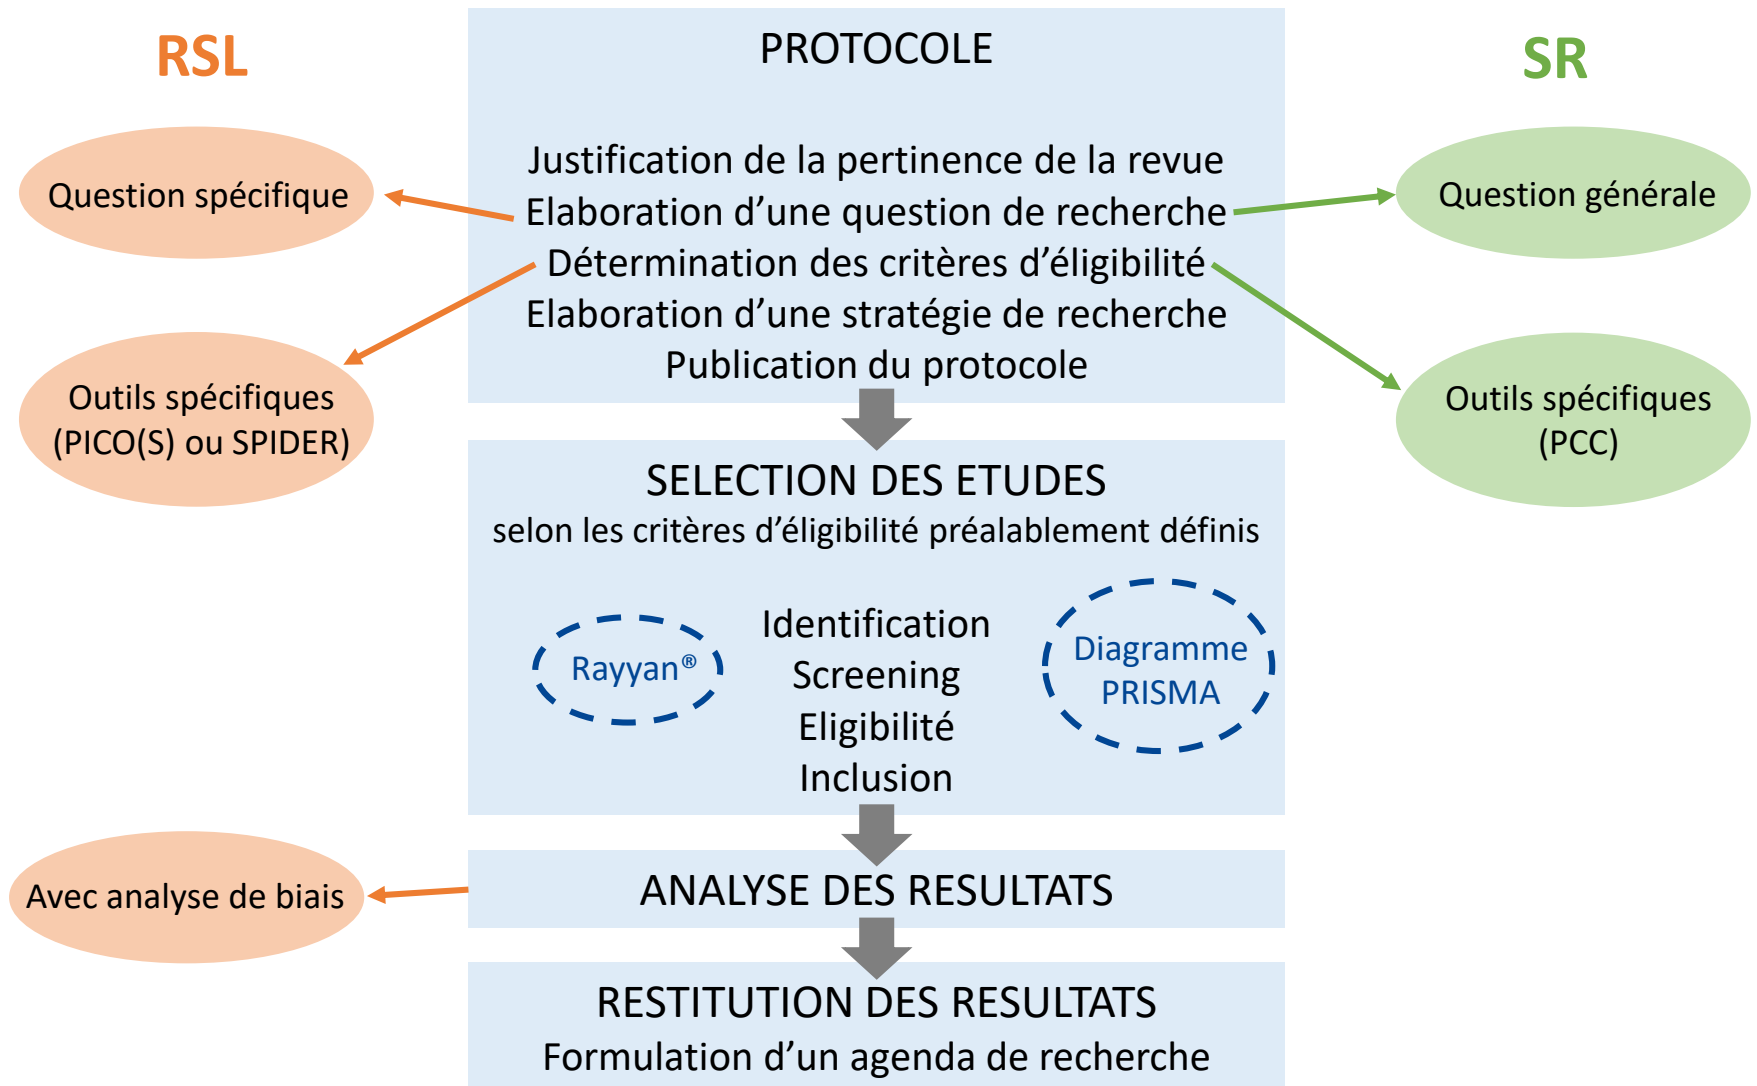 RSL
PROTOCOLE
SR
Justification de la pertinence de la revue
Question spécifique
Elaboration d’une question de recherche
Question générale
Détermination des critères d’éligibilité
Elaboration d’une stratégie de recherche
Publication du protocole
Outils spécifiques
(PICO(S) ou SPIDER)
Outils spécifiques
(PCC)
SELECTION DES ETUDES
selon les critères d’éligibilité préalablement définis
Rayyan®
Identification
Screening
Eligibilité
Inclusion
Diagramme
PRISMA
Avec analyse de biais
ANALYSE DES RESULTATS
RESTITUTION DES RESULTATS
Formulation d’un agenda de recherche